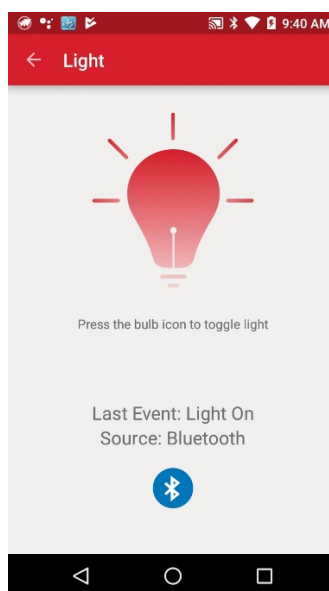 9:40 AM
Light
Press the bulb icon to toggle light
Last Event: Light On
Source: Bluetooth